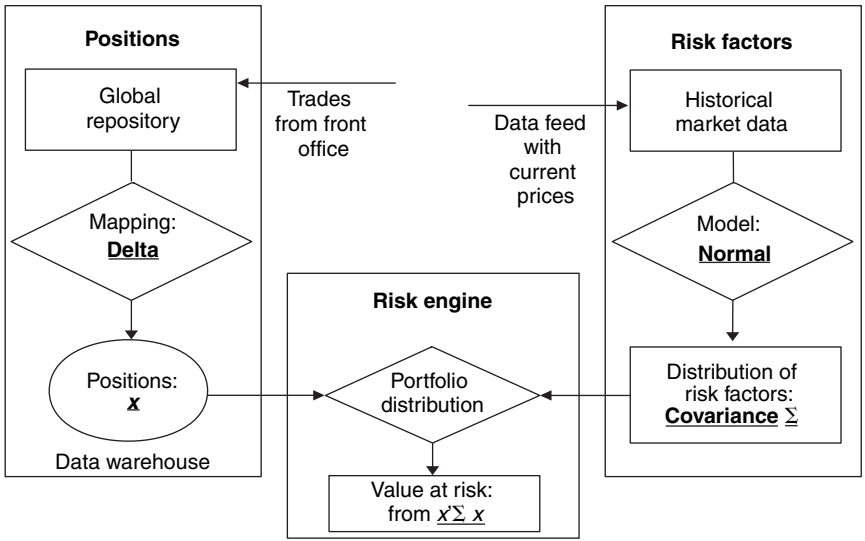 Positions
Global
repository
Trades
from front
office
Mapping:
Delta
Positions:
x
Data warehouse
Risk engine
Portfolio
distribution
Value at risk:
from x'Σ x
Risk factors
Historical
market data
Data feed
with
current
prices
Model:
Normal
Distribution of
risk factors:
Covariance Σ